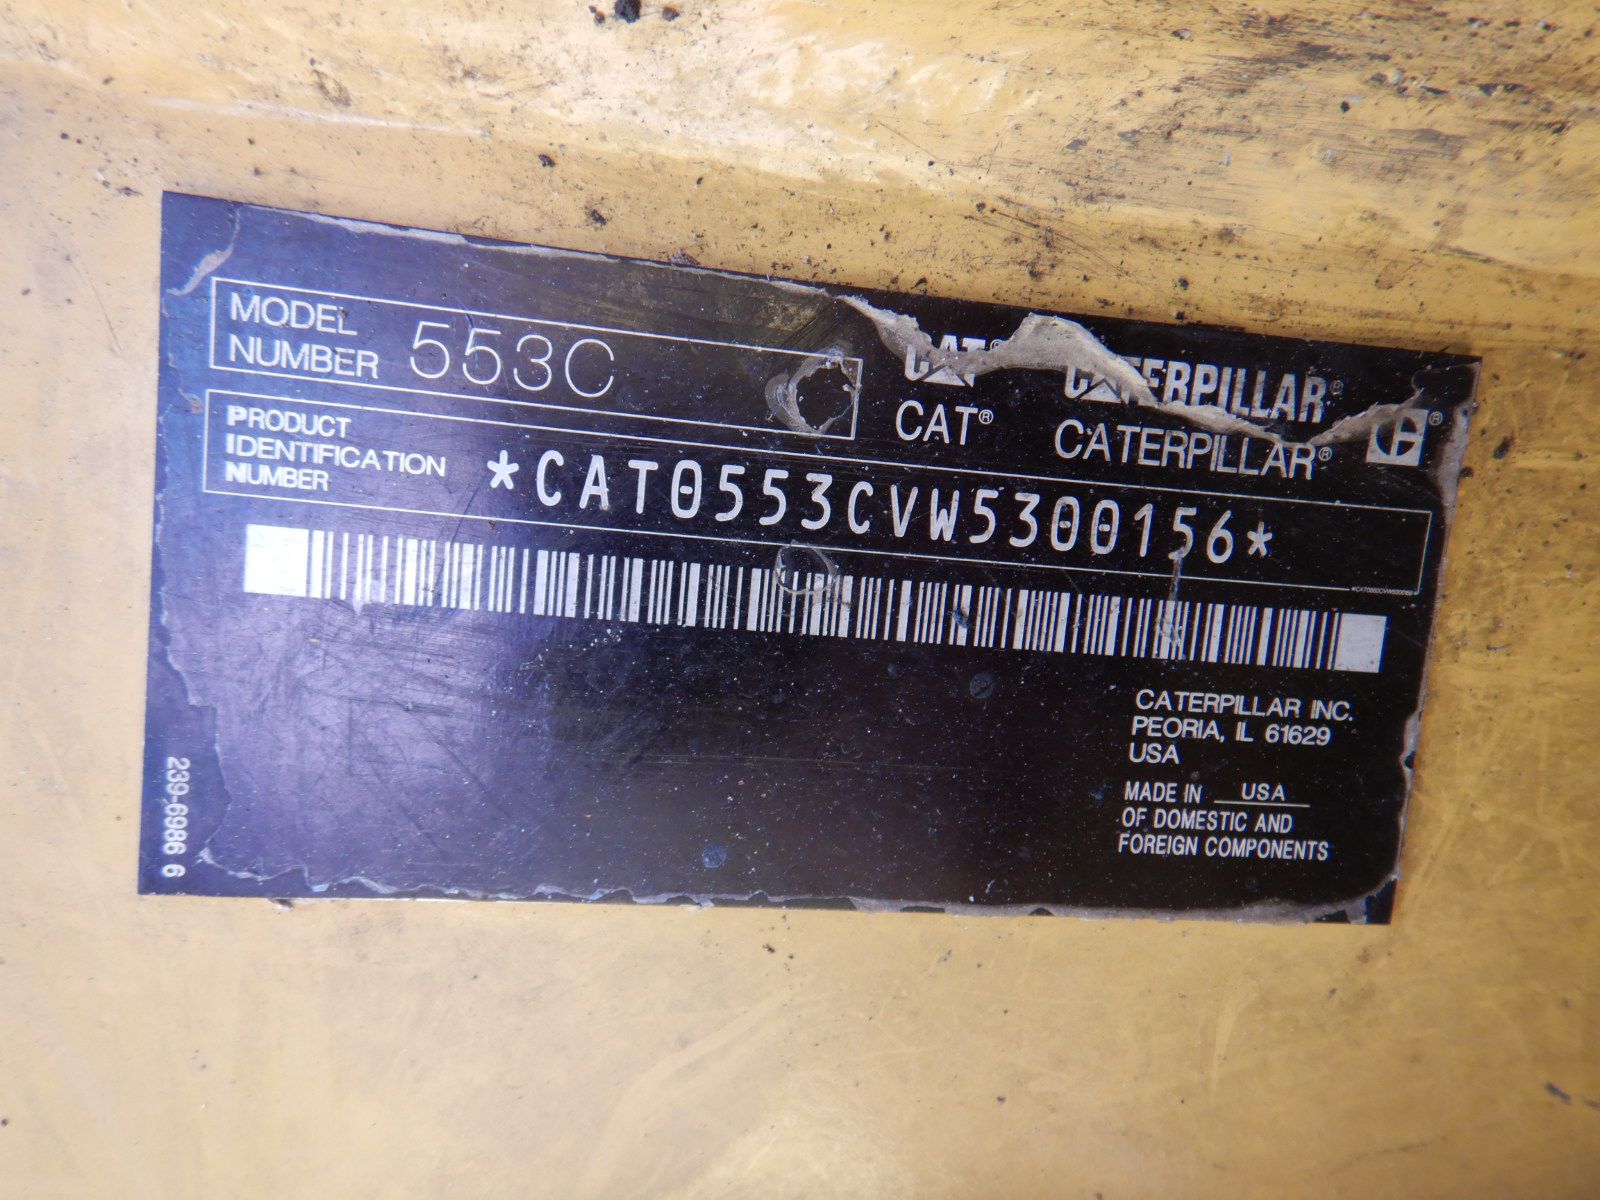 MODEL
NUMBER 553C
CAT® CATERPILLAR®
CAT® CATERPILLAR®
PRODUCT
IDENTIFICATION
NUMBER
*CAT0553CVW5300156*
CATERPILLAR INC.
PEORIA, IL 61629
USA
MADE IN USA
OF DOMESTIC AND
FOREIGN COMPONENTS
239-6986 6